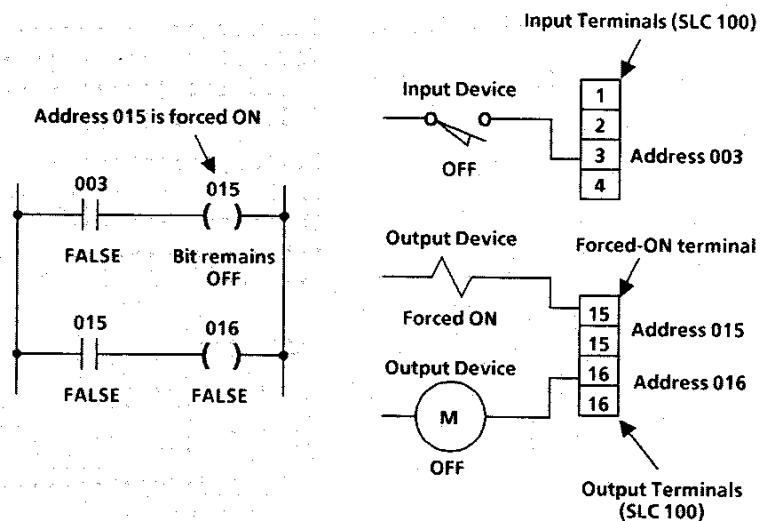 Address 015 is forced ON
003
015
FALSE
Bit remains
OFF
015
016
FALSE
FALSE
Input Terminals (SLC 100)
Input Device
OFF
1
2
3
4
Address 003
Output Device
Forced ON
Forced-ON terminal
15
15
16
16
Address 015
Address 016
Output Device
M
OFF
Output Terminals
(SLC 100)